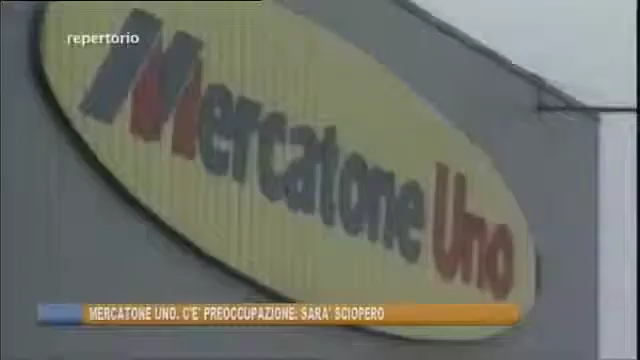 repertorio
Mercatone Uno
MERCATONE UNO. C'E' PREOCCUPAZIONE: SARA' SCIOPERO